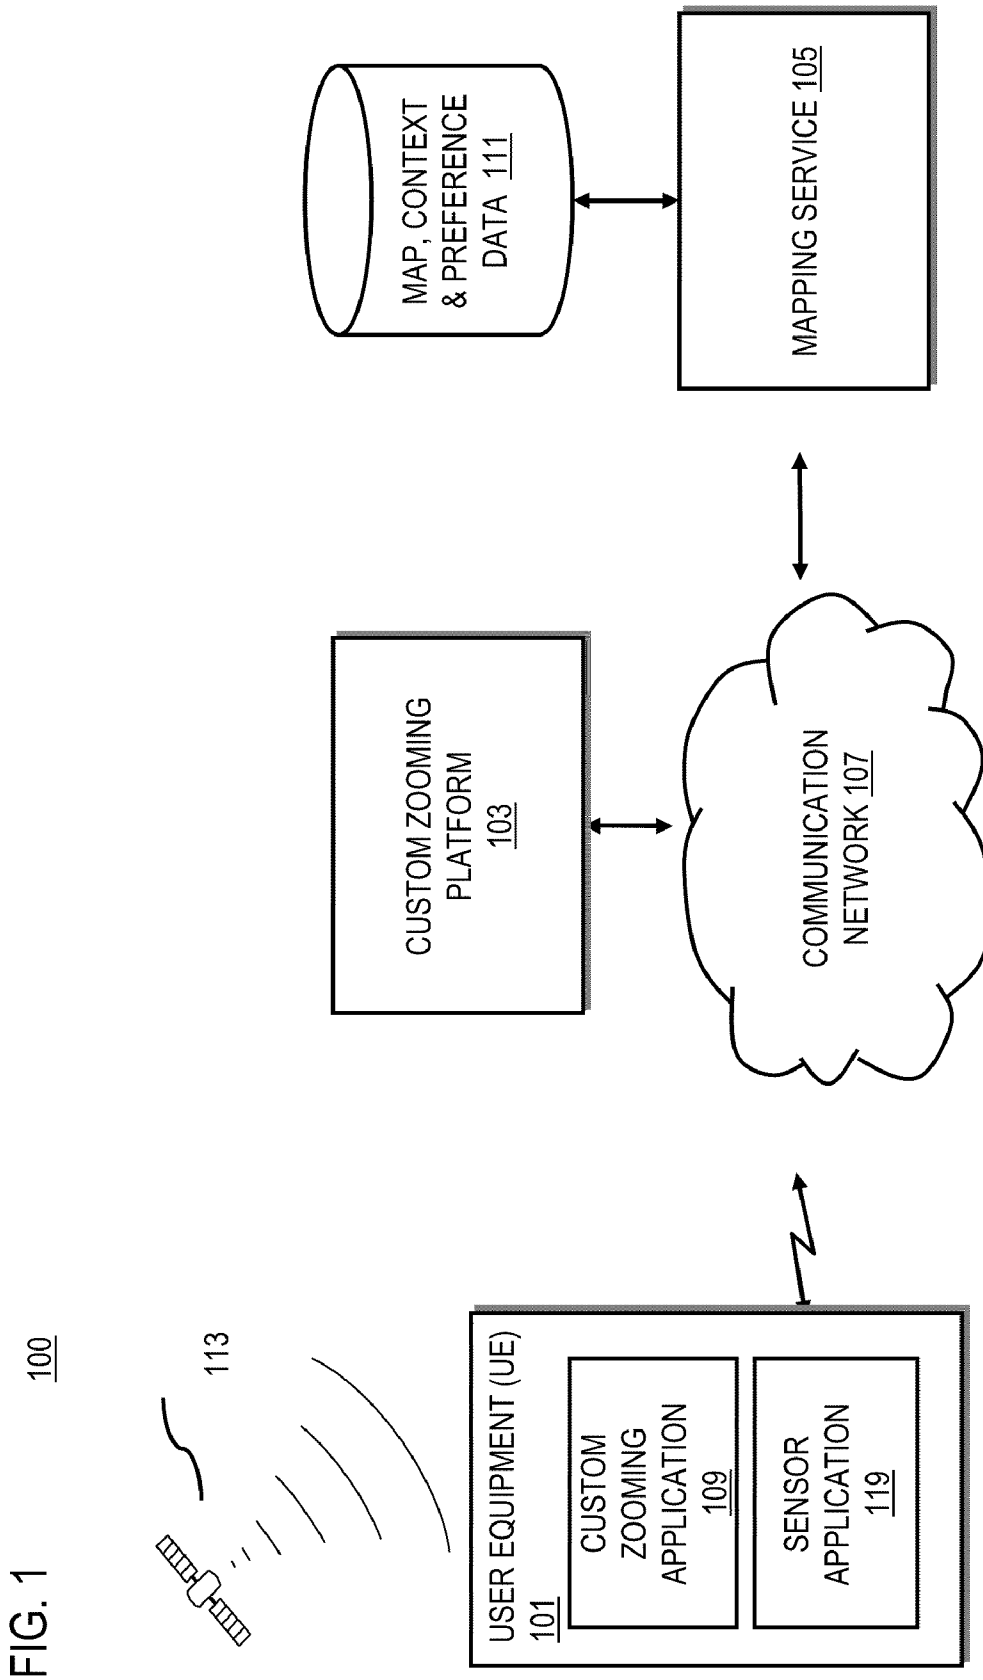 FIG. 1
100
113
USER EQUIPMENT (UE)
101
CUSTOM
ZOOMING
APPLICATION
109
SENSOR
APPLICATION
119
CUSTOM ZOOMING
PLATFORM
103
COMMUNICATION
NETWORK 107
MAP, CONTEXT
& PREFERENCE
DATA 111
MAPPING SERVICE 105